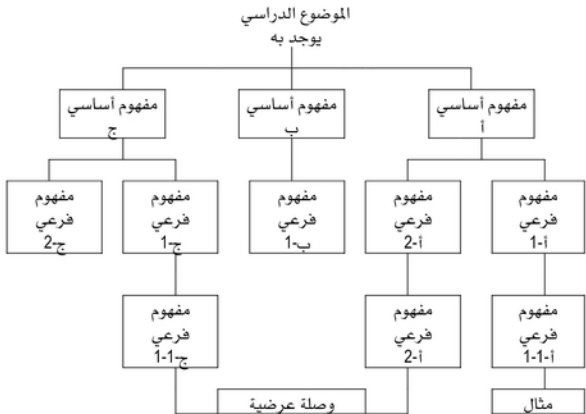 الموضوع الدراسي
يوجد به
مفهوم أساسي
أ
مفهوم أساسي
ب
مفهوم أساسي
ج
مفهوم
فرعي
أ-1
مفهوم
فرعي
أ-2
مفهوم
فرعي
ب-1
مفهوم
فرعي
ج-1
مفهوم
فرعي
ج-2
مفهوم
فرعي
أ-1-1
مفهوم
فرعي
أ-2
مفهوم
فرعي
ج-1-1
مثال
وصلة عرضية